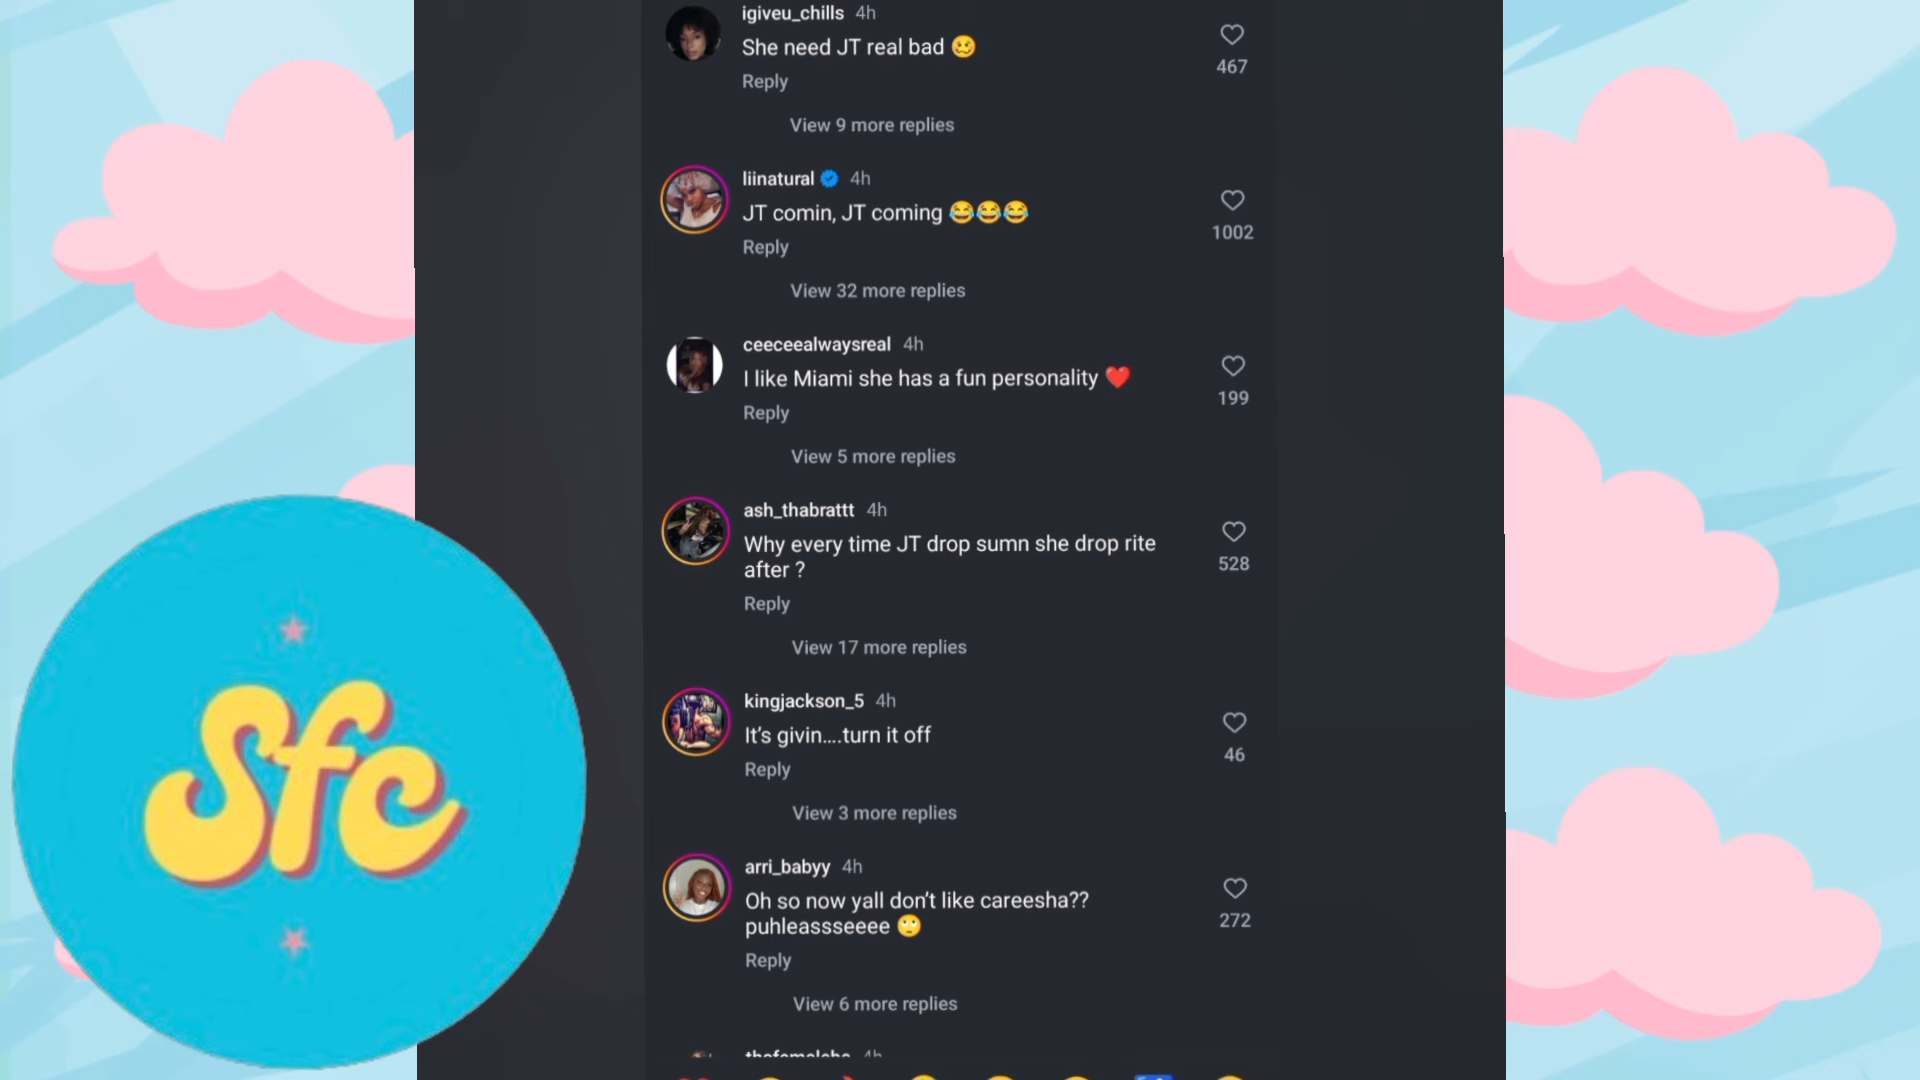 igiveu_chills 4h
She need JT real bad 🥴
467
Reply
View 9 more replies
liinatural 4h
JT comin, JT coming 😂😂😂
1002
Reply
View 32 more replies
ceeceealwaysreal 4h
I like Miami she has a fun personality ❤️
199
Reply
View 5 more replies
ash_thabrattt 4h
Why every time JT drop sumn she drop rite
after ?
528
Reply
View 17 more replies
kingjackson_5 4h
It's givin....turn it off
46
Reply
View 3 more replies
arri_babyy 4h
Oh so now yall don't like careesha??
puhleassseeee 🙄
272
Reply
View 6 more replies
4h
Sfc